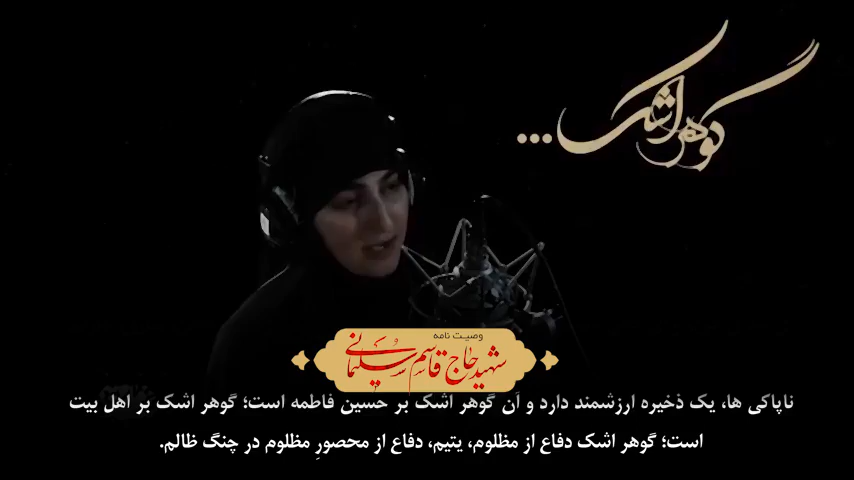 گوهر اشک...
وصیت نامه
شهید حاج قاسم سلیمانی
ناپاکی ها، یک ذخیره ارزشمند دارد و آن گوهر اشک بر حسین فاطمه است؛ گوهر اشک بر اهل بیت
است؛ گوهر اشک دفاع از مظلوم، یتیم، دفاع از محصورِ مظلوم در چنگ ظالم.